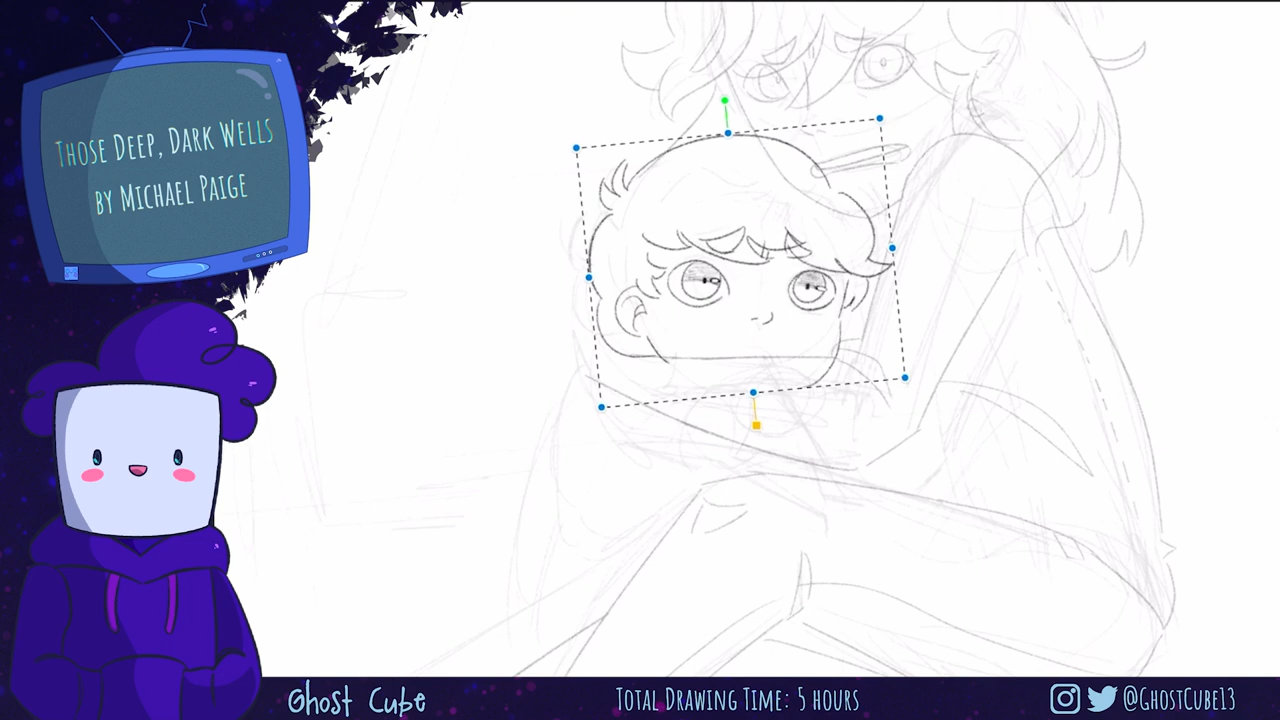 Those Deep, Dark Wells
by Michael Paige
Ghost Cube
Total Drawing Time: 5 hours
@GhostCube13